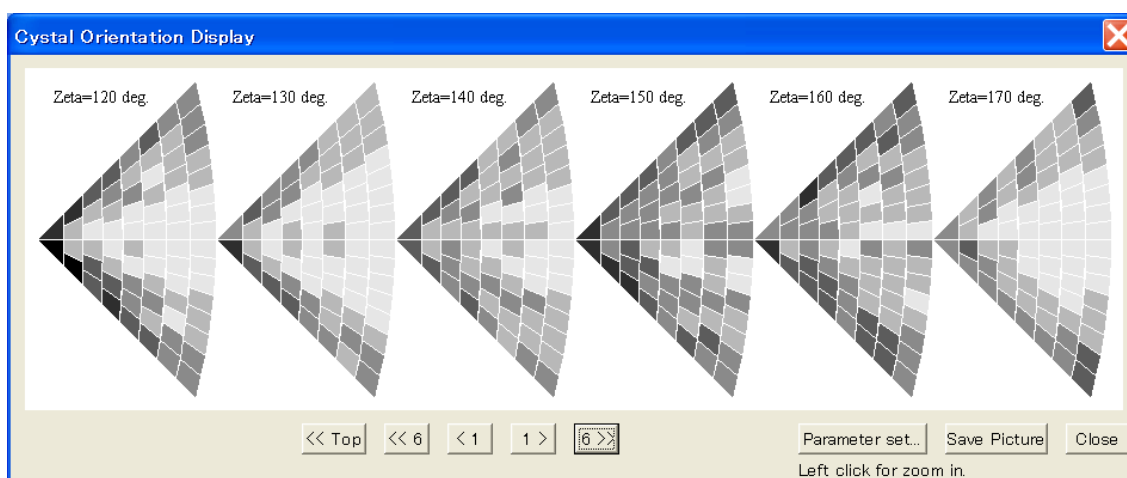 Cystal Orientation Display
Zeta=120 deg. Zeta=130 deg. Zeta=140 deg. Zeta=150 deg. Zeta=160 deg. Zeta=170 deg.
<< Top << 6 < 1 1 > 6 >> Parameter set... Save Picture Close
Left click for zoom in.